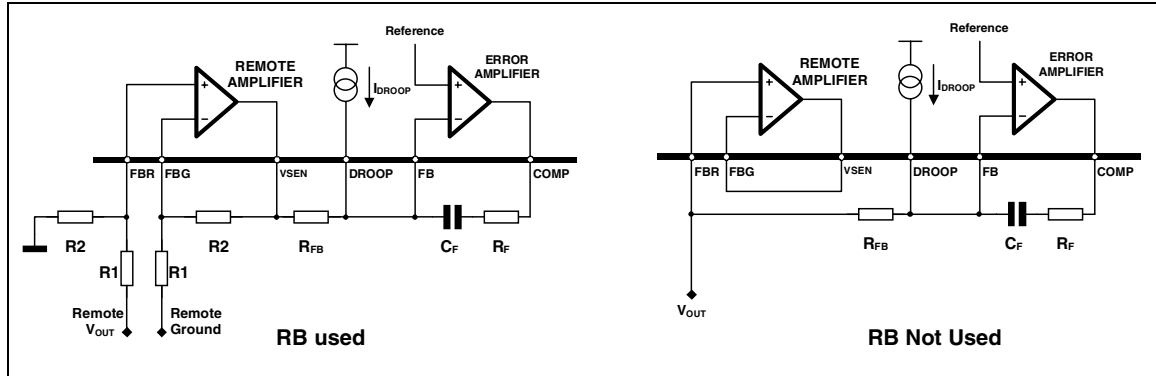 Reference
REMOTE
AMPLIFIER
ERROR
AMPLIFIER
IDROOP
+
−
+
−
FBR
FBG
VSEN
DROOP
FB
COMP
R2
R2
RFB
CF
RF
R1
R1
Remote
VOUT
Remote
Ground
RB used
Reference
REMOTE
AMPLIFIER
ERROR
AMPLIFIER
IDROOP
+
−
+
−
FBR
FBG
VSEN
DROOP
FB
COMP
RFB
CF
RF
VOUT
RB Not Used